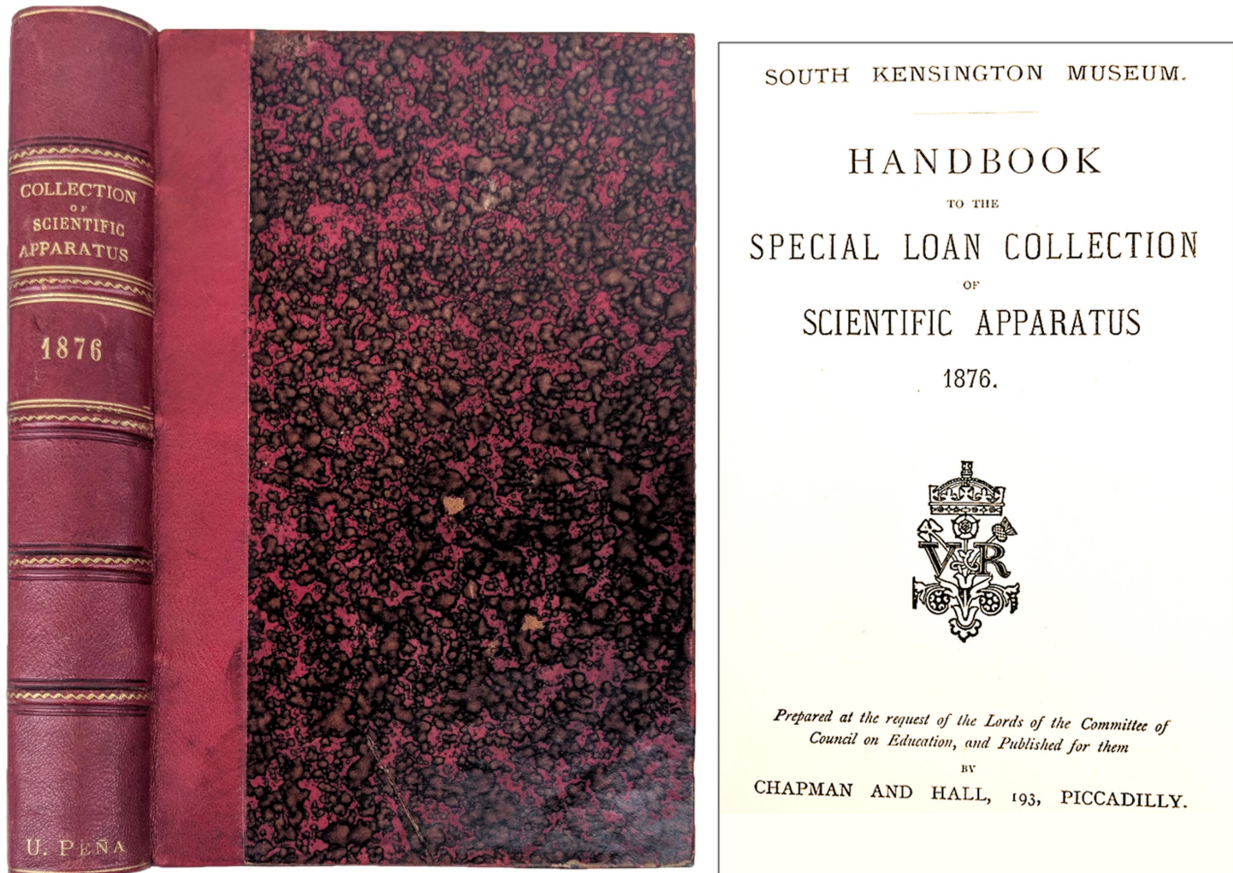 COLLECTION
OF
SCIENTIFIC
APPARATUS
1876
U. PEÑA
SOUTH KENSINGTON MUSEUM.
HANDBOOK
TO THE
SPECIAL LOAN COLLECTION
OF
SCIENTIFIC APPARATUS
1876.
V R
Prepared at the request of the Lords of the Committee of
Council on Education, and Published for them
BY
CHAPMAN AND HALL, 193, PICCADILLY.